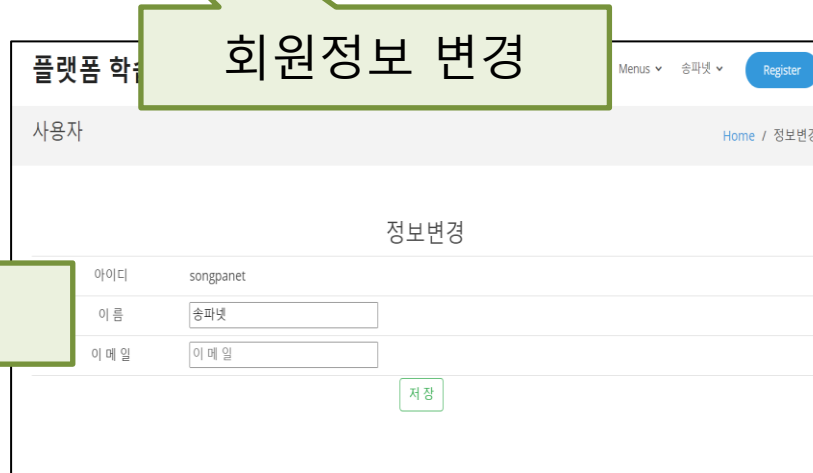 회원정보 변경
플랫폼 학습
Menus 송파넷 Register
사용자
Home / 정보변경
정보변경
아이디 songpanet
이름 송파넷
이메일 이메일
저장